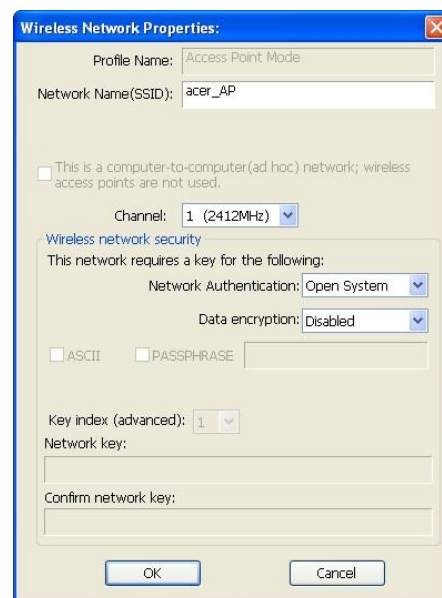 Wireless Network Properties:
Profile Name: Access Point Mode
Network Name(SSID): acer_AP
This is a computer-to-computer(ad hoc) network; wireless
access points are not used.
Channel: 1 (2412MHz)
Wireless network security
This network requires a key for the following:
Network Authentication: Open System
Data encryption: Disabled
ASCII PASSPHRASE
Key index (advanced): 1
Network key:
Confirm network key:
OK Cancel